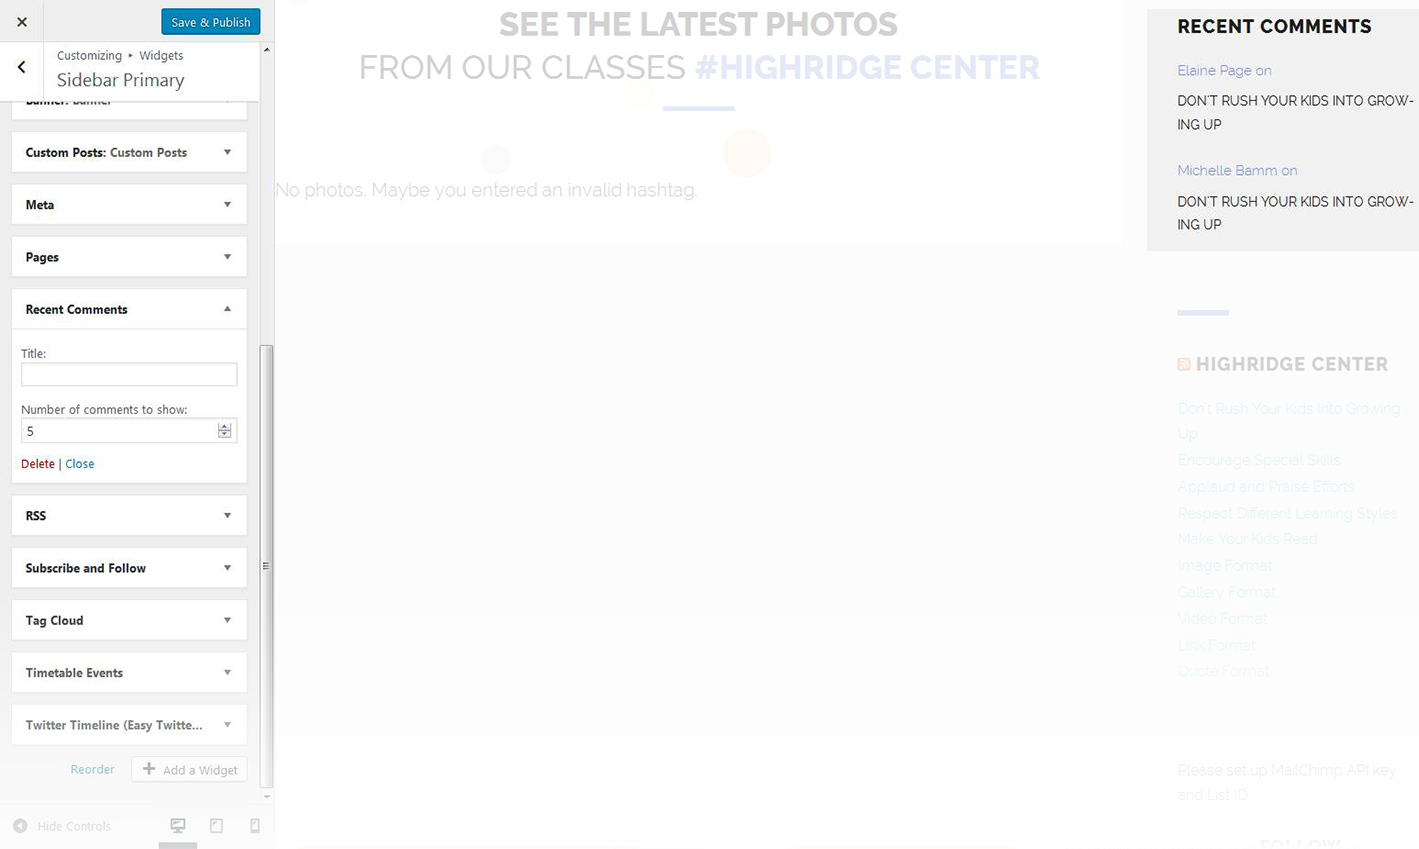 Save & Publish
Customizing ▸ Widgets
Sidebar Primary
Banner: Banner
Custom Posts: Custom Posts
Meta
Pages
Recent Comments
Title:
Number of comments to show:
5
Delete | Close
RSS
Subscribe and Follow
Tag Cloud
Timetable Events
Twitter Timeline (Easy Twitte...
Reorder
Add a Widget
Hide Controls
SEE THE LATEST PHOTOS
FROM OUR CLASSES #HIGHRIDGE CENTER
No photos. Maybe you entered an invalid hashtag.
RECENT COMMENTS
Elaine Page on
DON'T RUSH YOUR KIDS INTO GROW-
ING UP
Michelle Bamm on
DON'T RUSH YOUR KIDS INTO GROW-
ING UP
HIGHRIDGE CENTER
Don't Rush Your Kids Into Growing
Up
Encourage Special Skills
Applaud and Praise Efforts
Respect Different Learning Styles
Make Your Kids Read
Image Format
Gallery Format
Video Format
Link Format
Quote Format
Please set up MailChimp API key
and List ID
FOLLOW